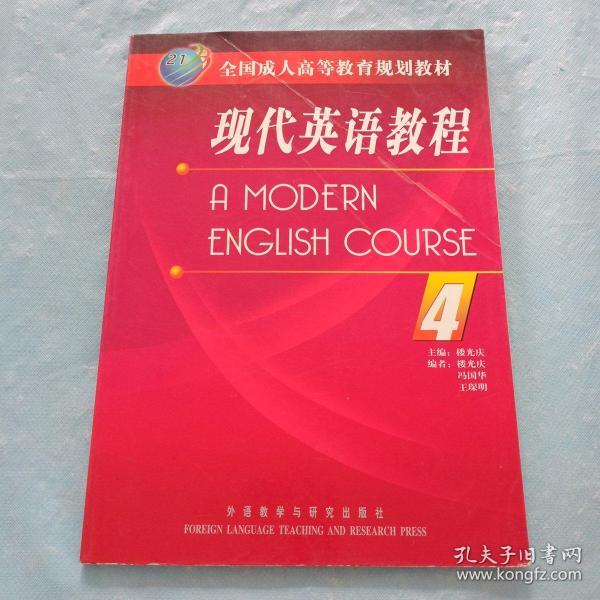 21
全国成人高等教育规划教材
现代英语教程
A MODERN
ENGLISH COURSE
4
主编：楼光庆
编者：楼光庆
冯国华
王琛明
外语教学与研究出版社
FOREIGN LANGUAGE TEACHING AND RESEARCH PRESS
孔夫子旧书网
www.kongfz.com